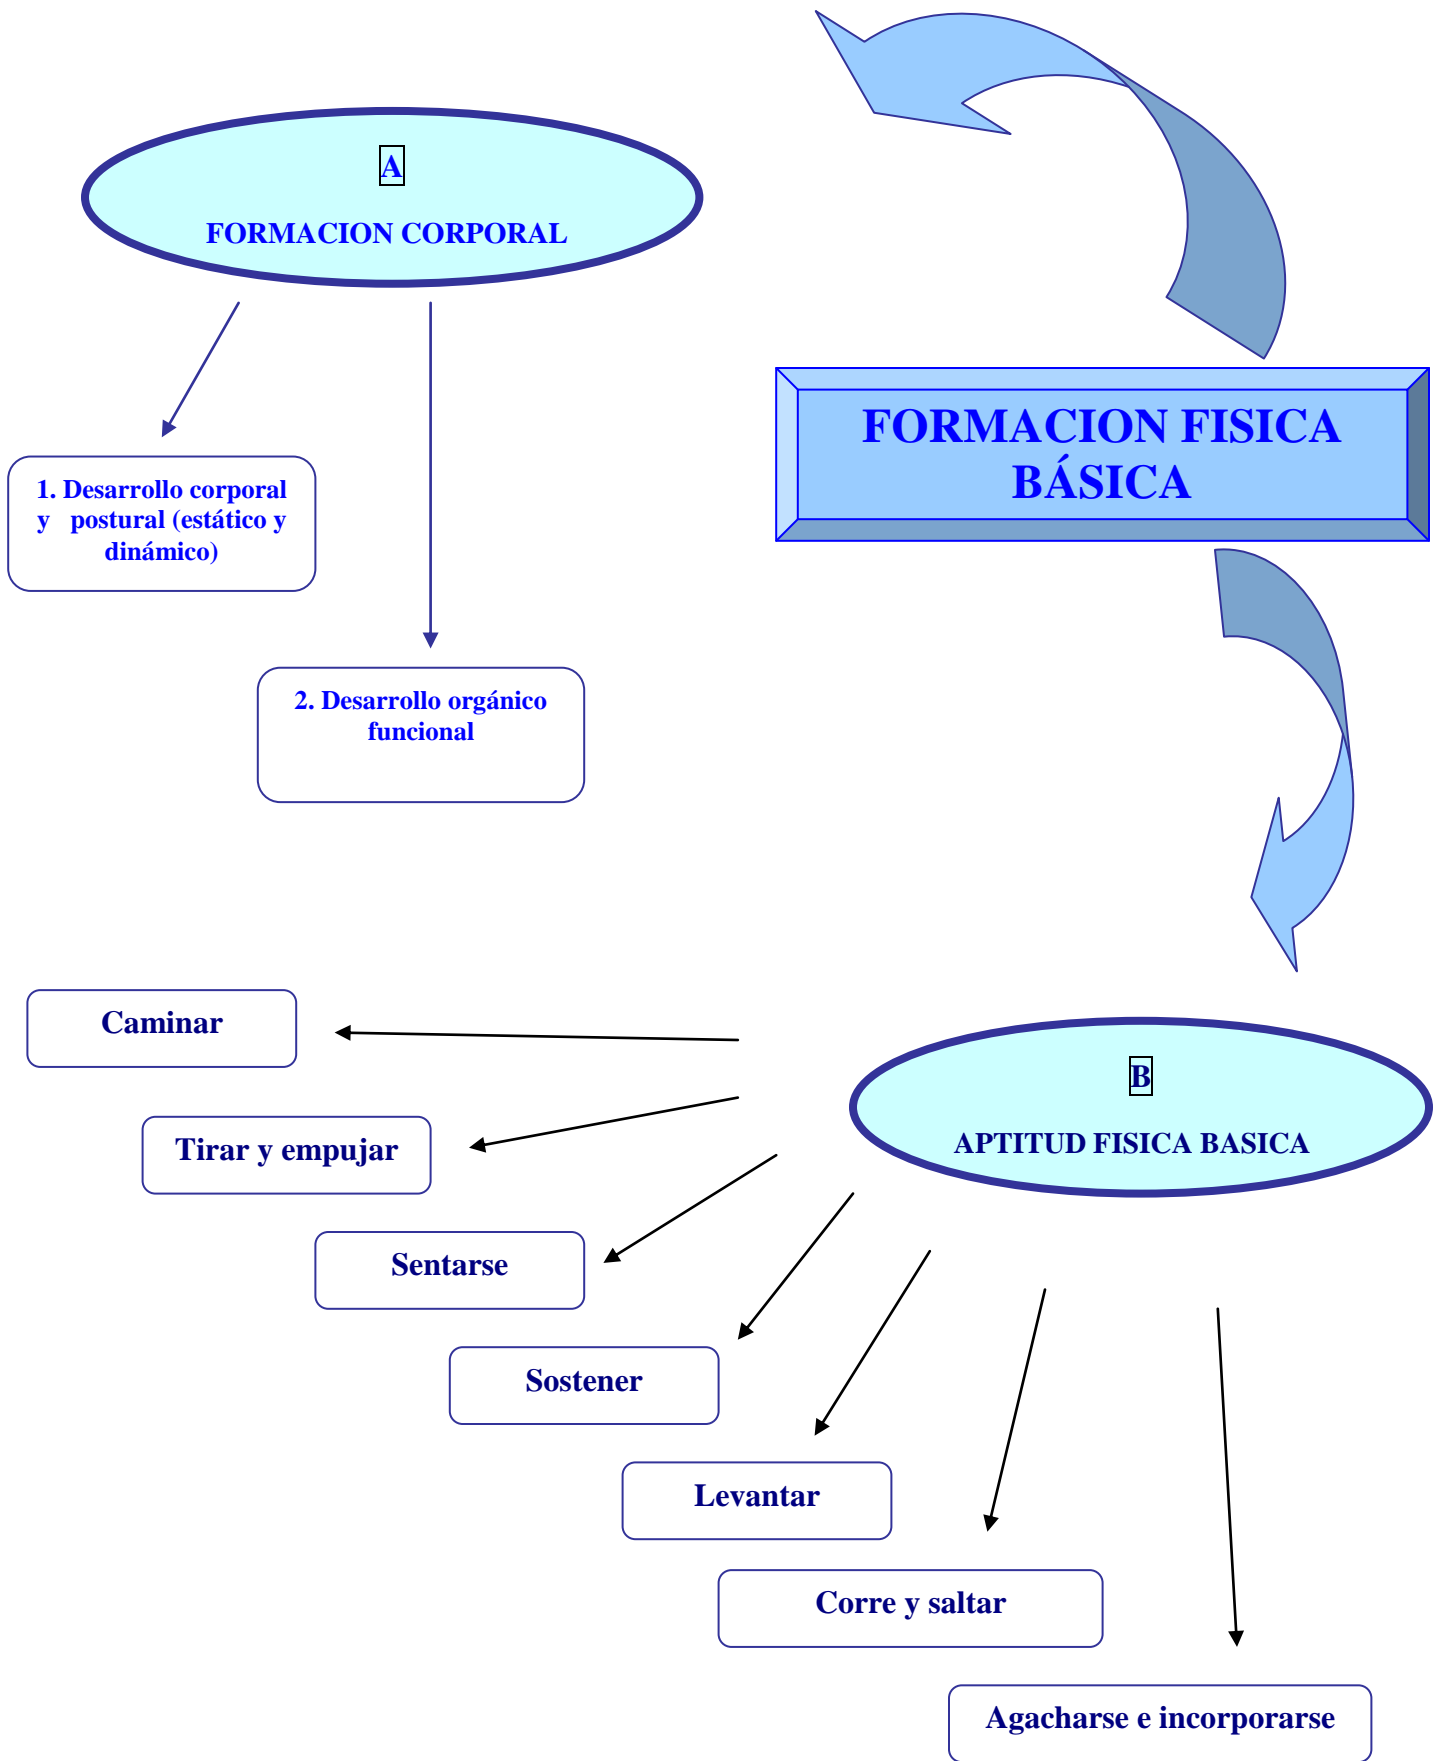 A
FORMACION CORPORAL
FORMACION FISICA
BÁSICA
1. Desarrollo corporal
y postural (estático y
dinámico)
2. Desarrollo orgánico
funcional
B
APTITUD FISICA BASICA
Caminar
Tirar y empujar
Sentarse
Sostener
Levantar
Corre y saltar
Agacharse e incorporarse